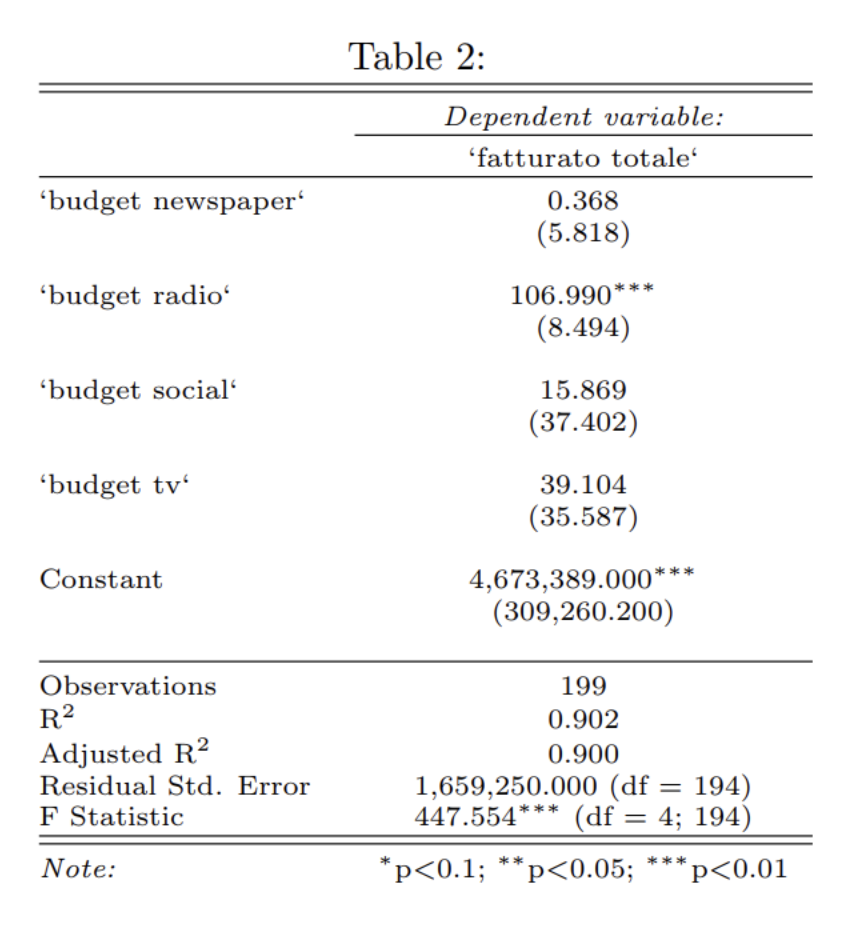 Table 2:
Dependent variable:
‘fatturato totale‘
‘budget newspaper‘ 0.368
(5.818)
‘budget radio‘ 106.990***
(8.494)
‘budget social‘ 15.869
(37.402)
‘budget tv‘ 39.104
(35.587)
Constant 4,673,389.000***
(309,260.200)
Observations 199
R² 0.902
Adjusted R² 0.900
Residual Std. Error 1,659,250.000 (df = 194)
F Statistic 447.554*** (df = 4; 194)
Note: *p<0.1; **p<0.05; ***p<0.01